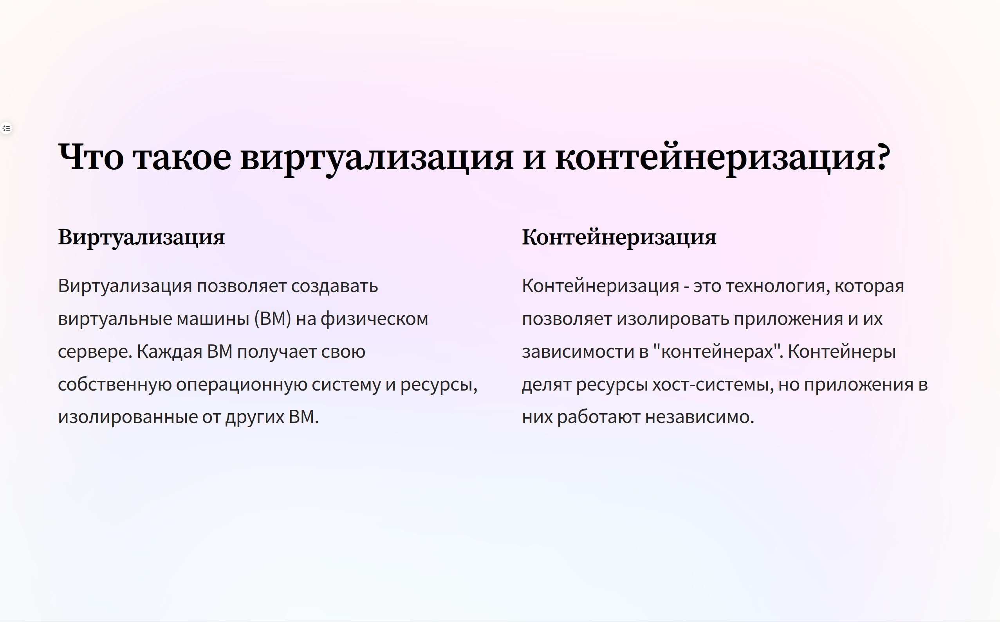 Что такое виртуализация и контейнеризация?
Виртуализация
Виртуализация позволяет создавать
виртуальные машины (ВМ) на физическом
сервере. Каждая ВМ получает свою
собственную операционную систему и ресурсы,
изолированные от других ВМ.
Контейнеризация
Контейнеризация - это технология, которая
позволяет изолировать приложения и их
зависимости в "контейнерах". Контейнеры
делят ресурсы хост-системы, но приложения в
них работают независимо.